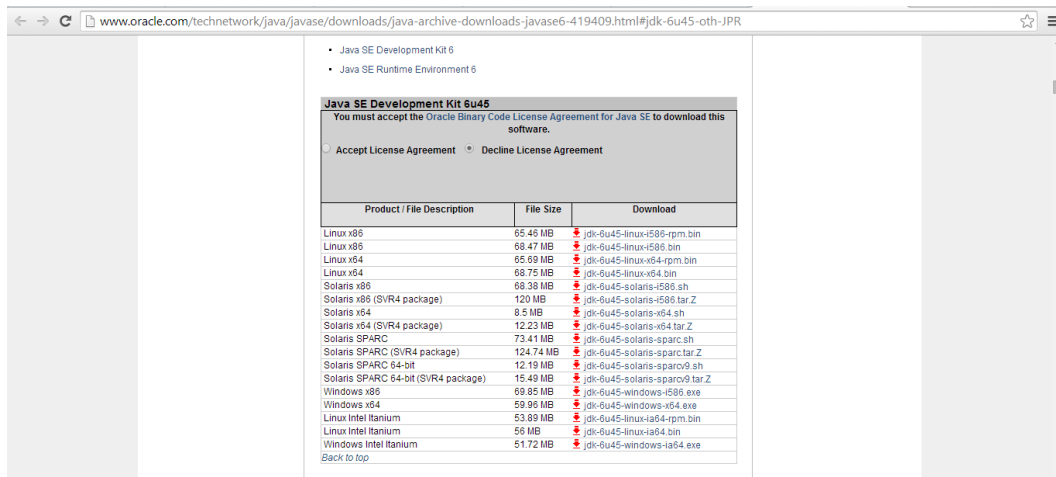 www.oracle.com/technetwork/java/javase/downloads/java-archive-downloads-javase6-419409.html#jdk-6u45-oth-JPR
Java SE Development Kit 6
Java SE Runtime Environment 6
Java SE Development Kit 6u45
You must accept the Oracle Binary Code License Agreement for Java SE to download this
software.
Accept License Agreement Decline License Agreement
Product / File Description File Size Download
Linux x86 65.46 MB jdk-6u45-linux-i586-rpm.bin
Linux x86 68.47 MB jdk-6u45-linux-i586.bin
Linux x64 65.69 MB jdk-6u45-linux-x64-rpm.bin
Linux x64 68.75 MB jdk-6u45-linux-x64.bin
Solaris x86 68.38 MB jdk-6u45-solaris-i586.sh
Solaris x86 (SVR4 package) 120 MB jdk-6u45-solaris-i586.tar.Z
Solaris x64 8.5 MB jdk-6u45-solaris-x64.sh
Solaris x64 (SVR4 package) 12.23 MB jdk-6u45-solaris-x64.tar.Z
Solaris SPARC 73.41 MB jdk-6u45-solaris-sparc.sh
Solaris SPARC (SVR4 package) 124.74 MB jdk-6u45-solaris-sparc.tar.Z
Solaris SPARC 64-bit 12.19 MB jdk-6u45-solaris-sparcv9.sh
Solaris SPARC 64-bit (SVR4 package) 15.49 MB jdk-6u45-solaris-sparcv9.tar.Z
Windows x86 69.85 MB jdk-6u45-windows-i586.exe
Windows x64 59.96 MB jdk-6u45-windows-x64.exe
Linux Intel Itanium 53.89 MB jdk-6u45-linux-ia64-rpm.bin
Linux Intel Itanium 56 MB jdk-6u45-linux-ia64.bin
Windows Intel Itanium 51.72 MB jdk-6u45-windows-ia64.exe
Back to top